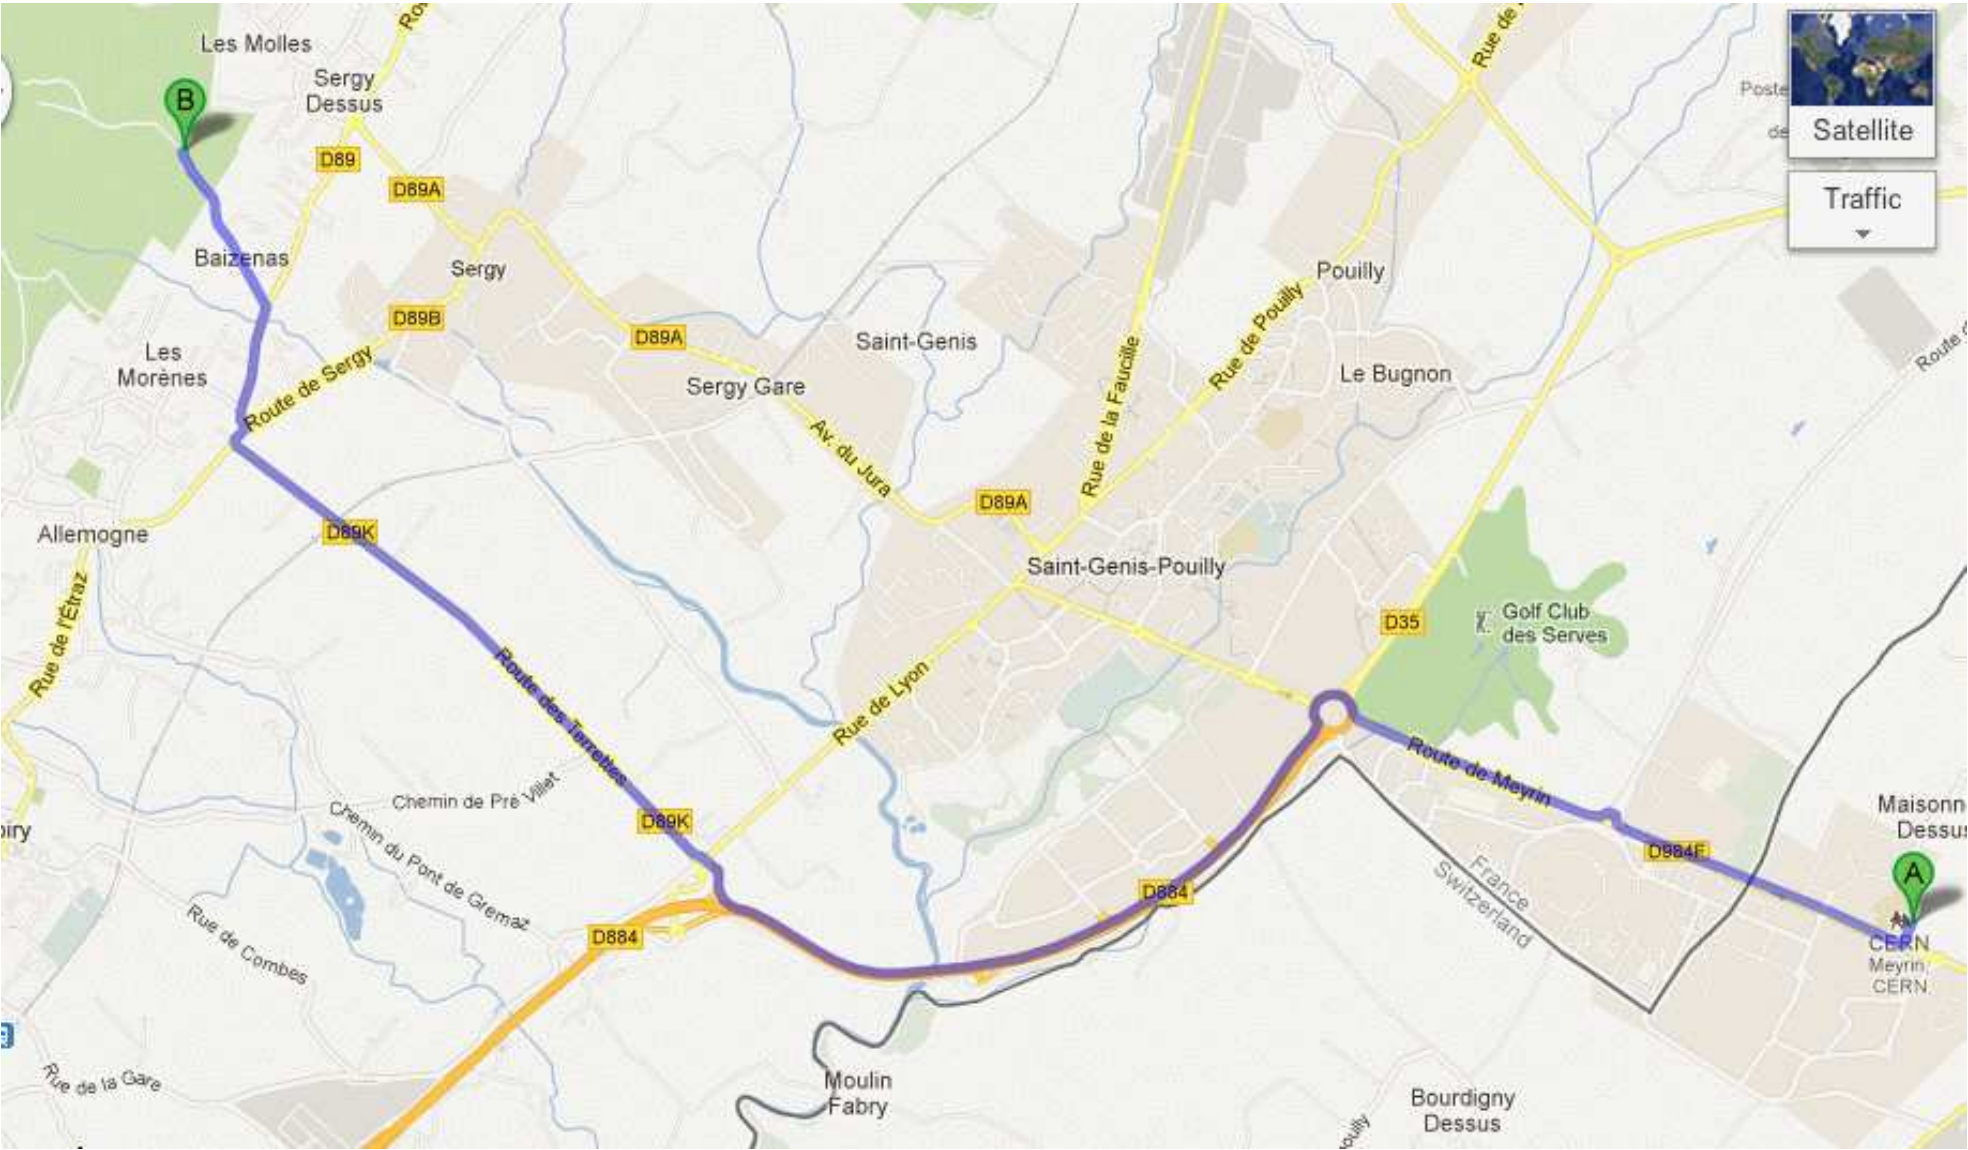 Les Molles
Sergy
Dessus
B
D89
D89A
Baizenas
Sergy
D89B
Les
Morènes
Route de Sergy
D89A
Sergy Gare
Saint-Genis
Av. du Jura
Rue de la Faucille
Rue de Pouilly
Pouilly
Le Bugnon
Rue de
Poste
de
Satellite
Traffic
Allemogne
D89K
D89A
Saint-Genis-Pouilly
Rue de l'Étraz
Rue de Lyon
D35
Golf Club
des Serves
Route des Terrettes
Chemin de Pré Villet
D89K
Chemin du Pont de Gremaz
Rue de Combes
D884
D884
Route de Meyrin
D984F
France
Switzerland
Maisonn
Dessus
A
CERN
Meyrin,
CERN
Rue de la Gare
Moulin
Fabry
Bourdigny
Dessus